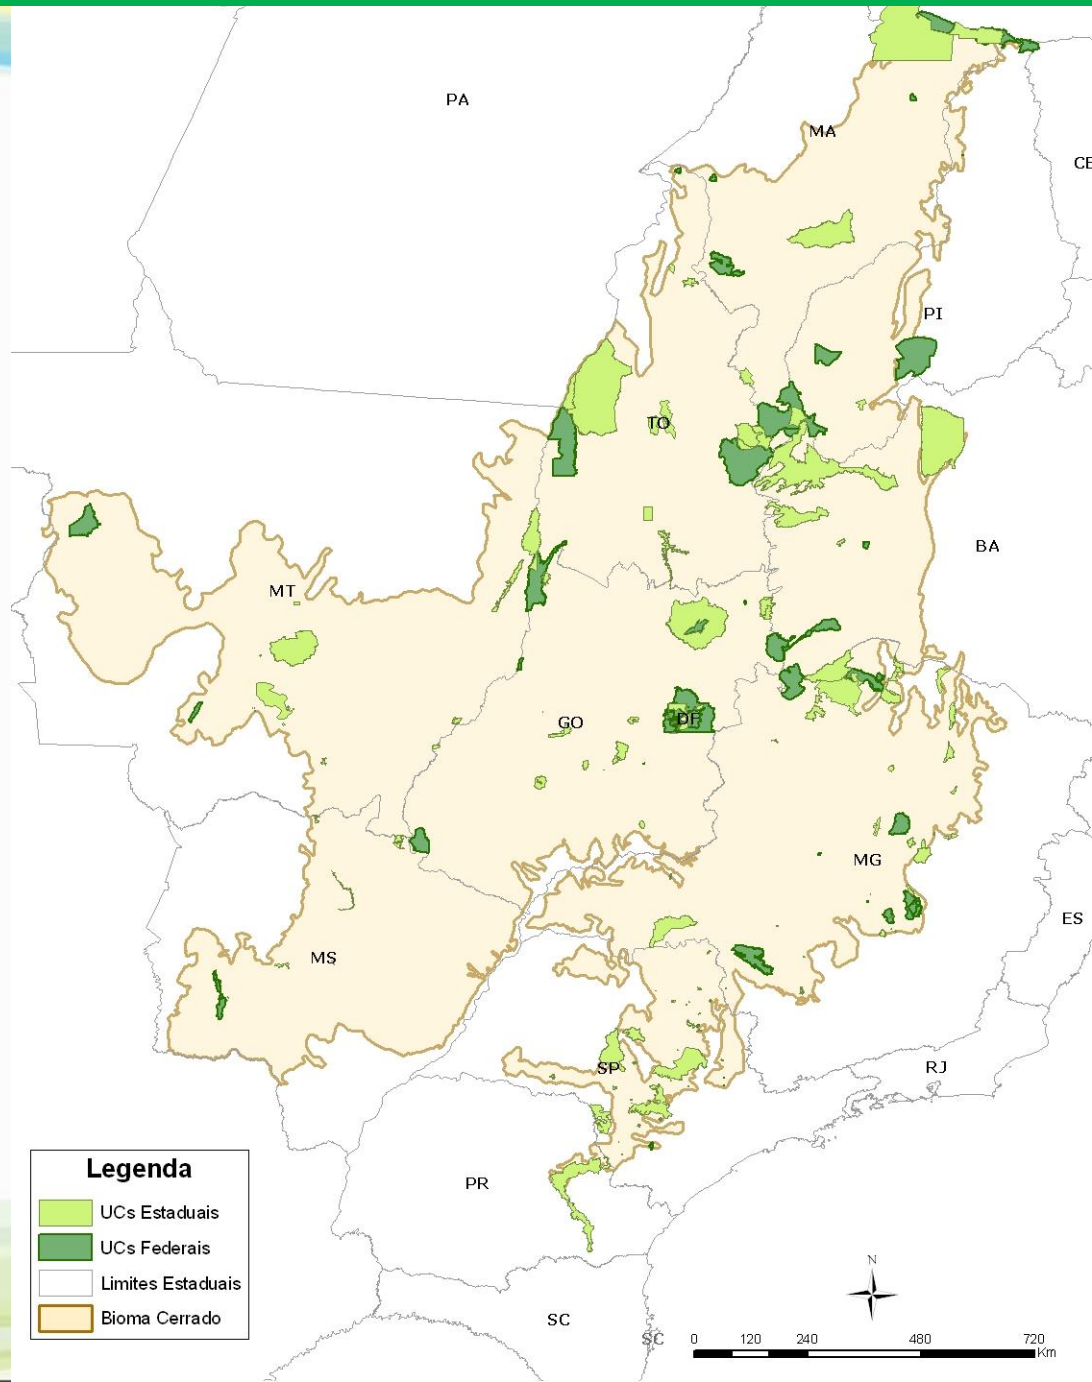 PA
MA
CE
PI
TO
BA
MT
GO
DF
MG
ES
MS
SP
RJ
PR
SC
SC
Legenda
UCs Estaduais
UCs Federais
Limites Estaduais
Bioma Cerrado
N
0 120 240 480 720
Km